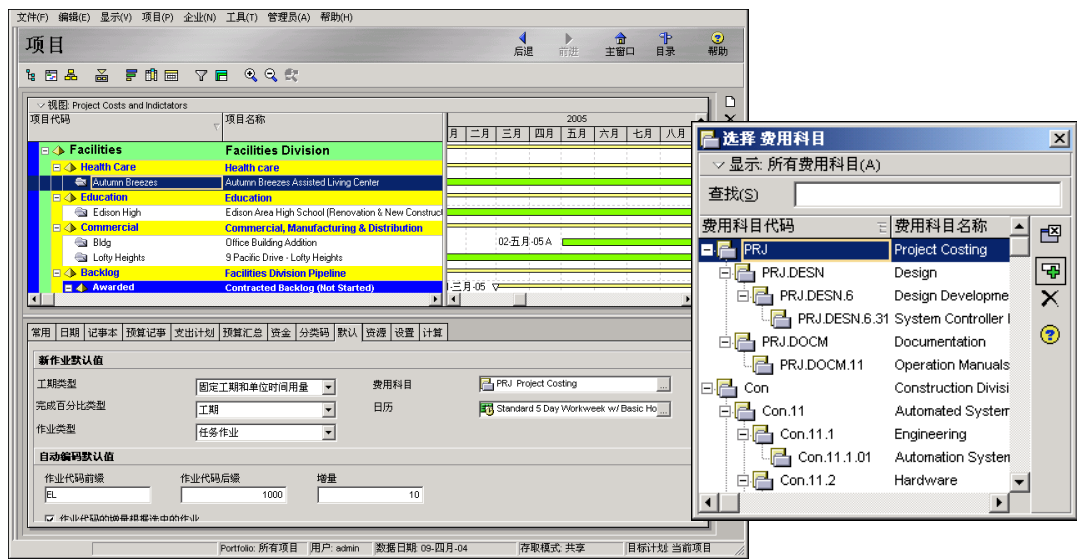 文件(F) 编辑(E) 显示(V) 项目(P) 企业(N) 工具(T) 管理员(A) 帮助(H)
项目
后退 前进 主窗口 目录 帮助
视图: Project Costs and Indictators
项目代码 项目名称
2005
月 二月 三月 四月 五月 六月 七月 八月
Facilities Facilities Division
Health Care Health care
Autumn Breezes Autumn Breezes Assisted Living Center
Education Education
Edison High Edison Area High School (Renovation & New Construct
Commercial Commercial, Manufacturing & Distribution
Bldg Office Building Addition 02-五月-05 A
Lofty Heights 9 Pacific Drive - Lofty Heights
Backlog Facilities Division Pipeline
Awarded Contracted Backlog (Not Started) 三月-05
常用 日期 记事本 预算记事 支出计划 预算汇总 资金 分类码 默认 资源 设置 计算
新作业默认值
工期类型 固定工期和单位时间用量 费用科目 PRJ Project Costing ...
完成百分比类型 工期 日历 Standard 5 Day Workweek w/ Basic Ho ...
作业类型 任务作业
自动编码默认值
作业代码前缀 作业代码后缀 增量
EL 1000 10
作业代码的增量根据选中的作业
Portfolio: 所有项目 用户: admin 数据日期: 09-四月-04 存取模式: 共享 目标计划: 当前项目
选择 费用科目
显示: 所有费用科目(A)
查找(S)
费用科目代码 费用科目名称
PRJ Project Costing
PRJ.DESN Design
PRJ.DESN.6 Design Developme
PRJ.DESN.6.31 System Controller I
PRJ.DOCM Documentation
PRJ.DOCM.11 Operation Manuals
Con Construction Divisi
Con.11 Automated System
Con.11.1 Engineering
Con.11.1.01 Automation System
Con.11.2 Hardware